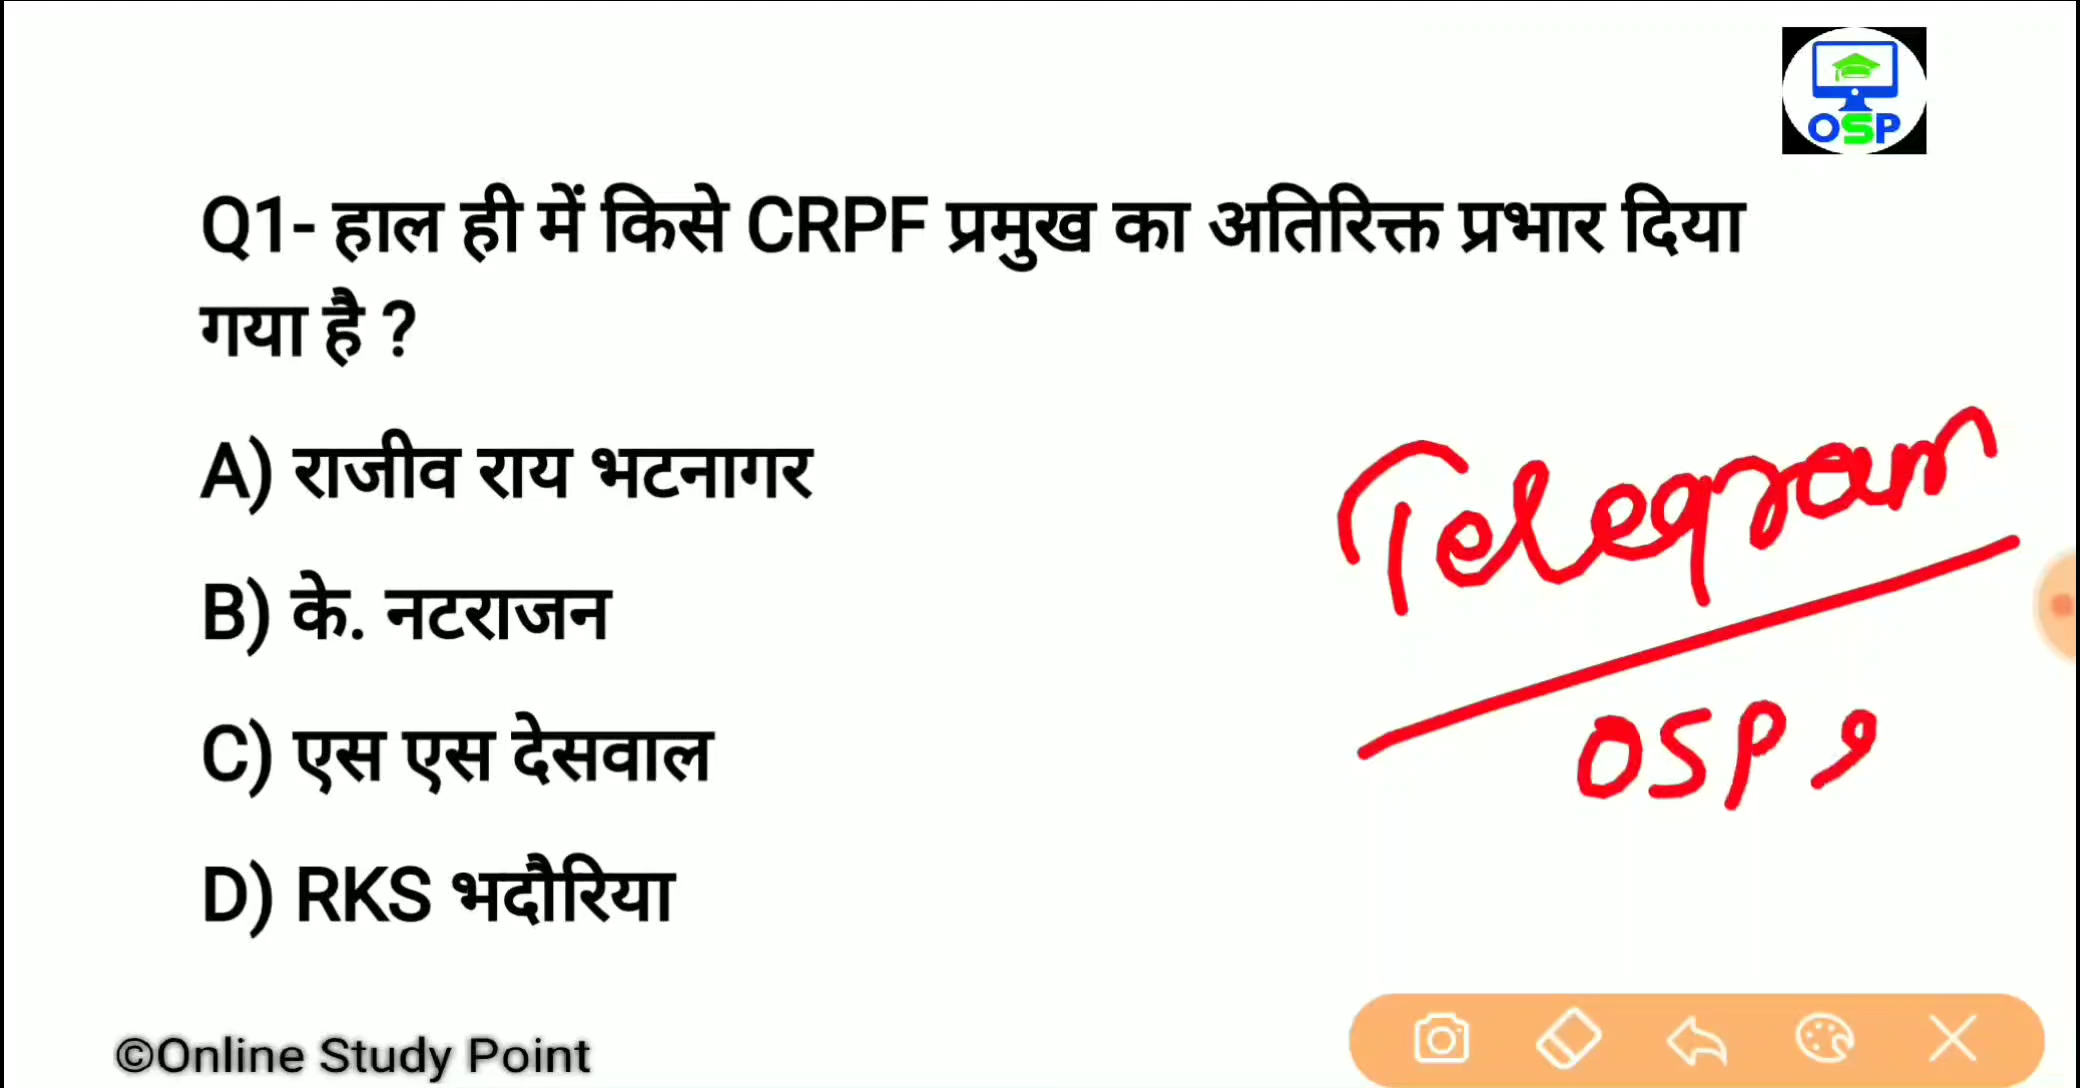 OSP
Q1- हाल ही में किसे CRPF प्रमुख का अतिरिक्त प्रभार दिया
गया है ?
A) राजीव राय भटनागर
B) के. नटराजन
C) एस एस देसवाल
D) RKS भदौरिया
Telegram
OSP 9
©Online Study Point